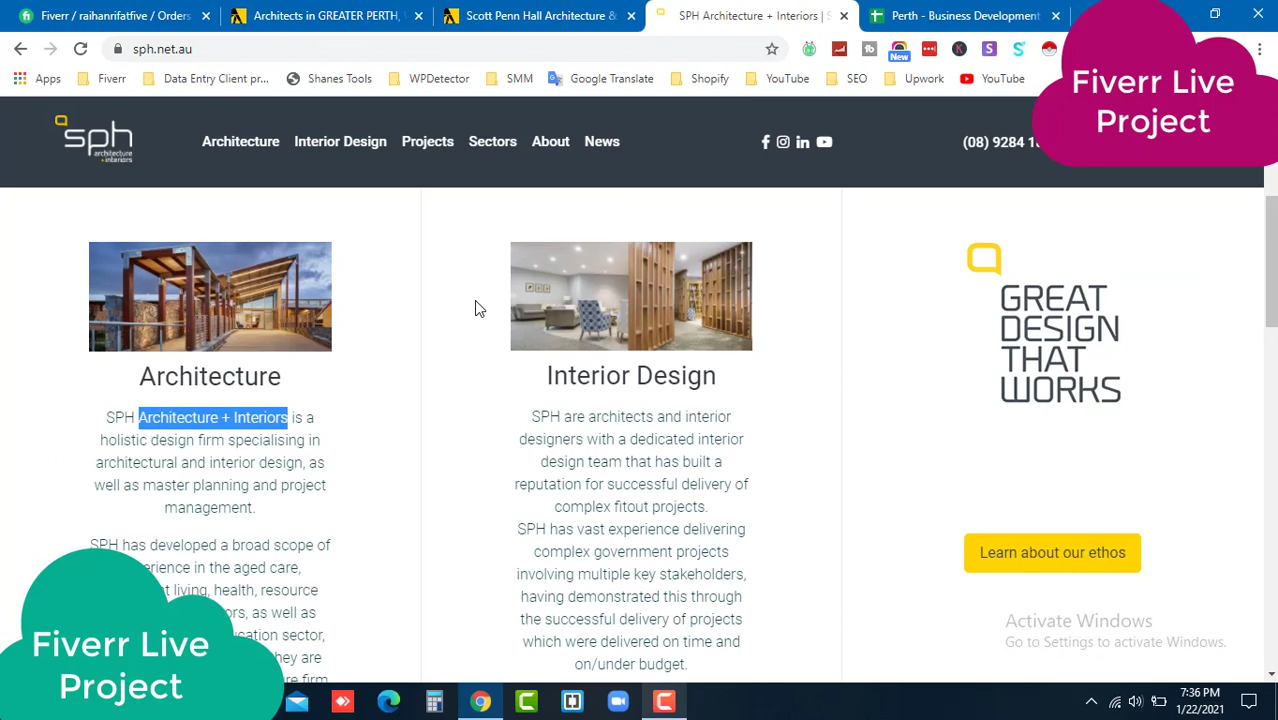 Fiverr / raihanrifatfive / Orders
Architects in GREATER PERTH, W
Scott Penn Hall Architecture &
SPH Architecture + Interiors | S
Perth - Business Development
sph.net.au
New
Apps
Fiverr
Data Entry Client pr...
Shanes Tools
WPDetector
SMM
Google Translate
Shopify
YouTube
SEO
Upwork
YouTube
Fiverr Live
Project
sph
architecture
+interiors
Architecture
Interior Design
Projects
Sectors
About
News
(08) 9284 1
Architecture
SPH Architecture + Interiors is a
holistic design firm specialising in
architectural and interior design, as
well as master planning and project
management.
SPH has developed a broad scope of
erience in the aged care,
t living, health, resource
ors, as well as
ucation sector,
hey are
ure firm
Interior Design
SPH are architects and interior
designers with a dedicated interior
design team that has built a
reputation for successful delivery of
complex fitout projects.
SPH has vast experience delivering
complex government projects
involving multiple key stakeholders,
having demonstrated this through
the successful delivery of projects
which were delivered on time and
on/under budget.
GREAT
DESIGN
THAT
WORKS
Learn about our ethos
Activate Windows
Go to Settings to activate Windows.
Fiverr Live
Project
7:36 PM
1/22/2021